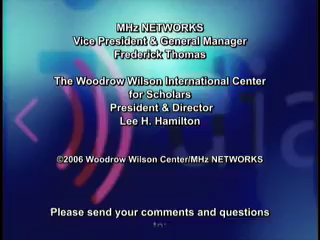 MHz NETWORKS
Vice President & General Manager
Frederick Thomas
The Woodrow Wilson International Center
for Scholars
President & Director
Lee H. Hamilton
©2006 Woodrow Wilson Center/MHz NETWORKS
Please send your comments and questions
to: